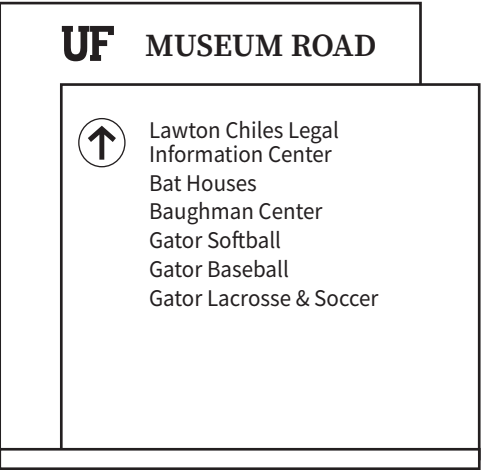 UF MUSEUM ROAD
Lawton Chiles Legal
Information Center
Bat Houses
Baughman Center
Gator Softball
Gator Baseball
Gator Lacrosse & Soccer